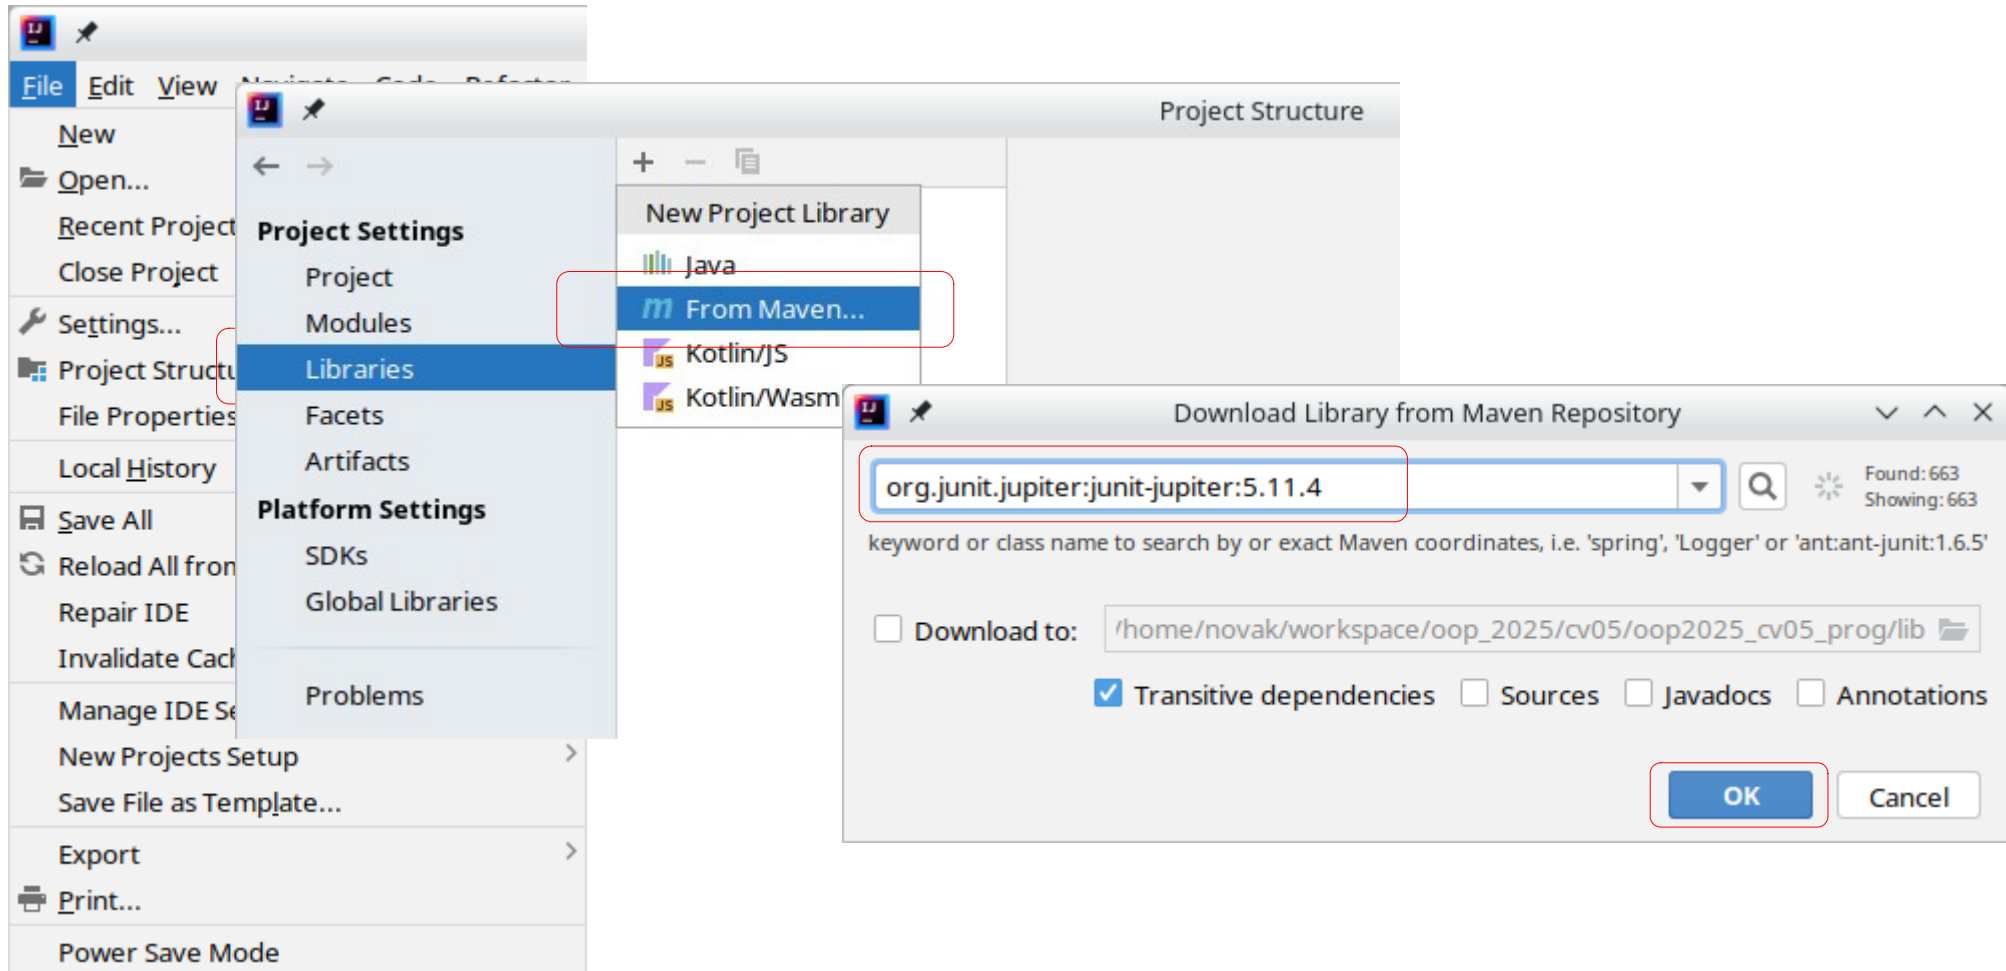 File Edit View
New
Open...
Recent Project
Close Project
Settings...
Project Structu
File Properties
Local History
Save All
Reload All from
Repair IDE
Invalidate Cach
Manage IDE Se
New Projects Setup
Save File as Template...
Export
Print...
Power Save Mode
Project Structure
Project Settings
Project
Modules
Libraries
Facets
Artifacts
Platform Settings
SDKs
Global Libraries
Problems
New Project Library
Java
From Maven...
Kotlin/JS
Kotlin/Wasm
Download Library from Maven Repository
org.junit.jupiter:junit-jupiter:5.11.4
Found: 663
Showing: 663
keyword or class name to search by or exact Maven coordinates, i.e. 'spring', 'Logger' or 'ant:ant-junit:1.6.5'
Download to: /home/novak/workspace/oop_2025/cv05/oop2025_cv05_prog/lib
Transitive dependencies Sources Javadocs Annotations
OK Cancel